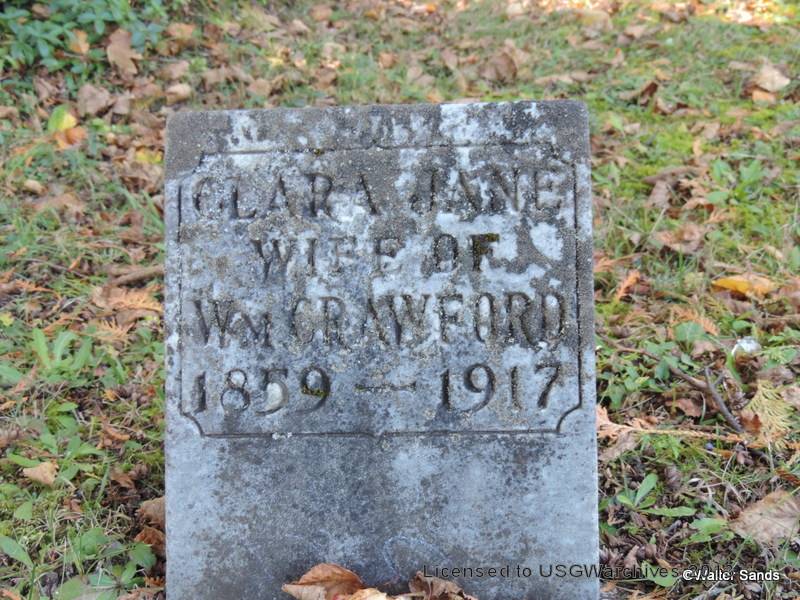 CLARA JANE
WIFE OF
WM CRAWFORD
1859 — 1917
Licensed to USGWarchives
©Walter Sands